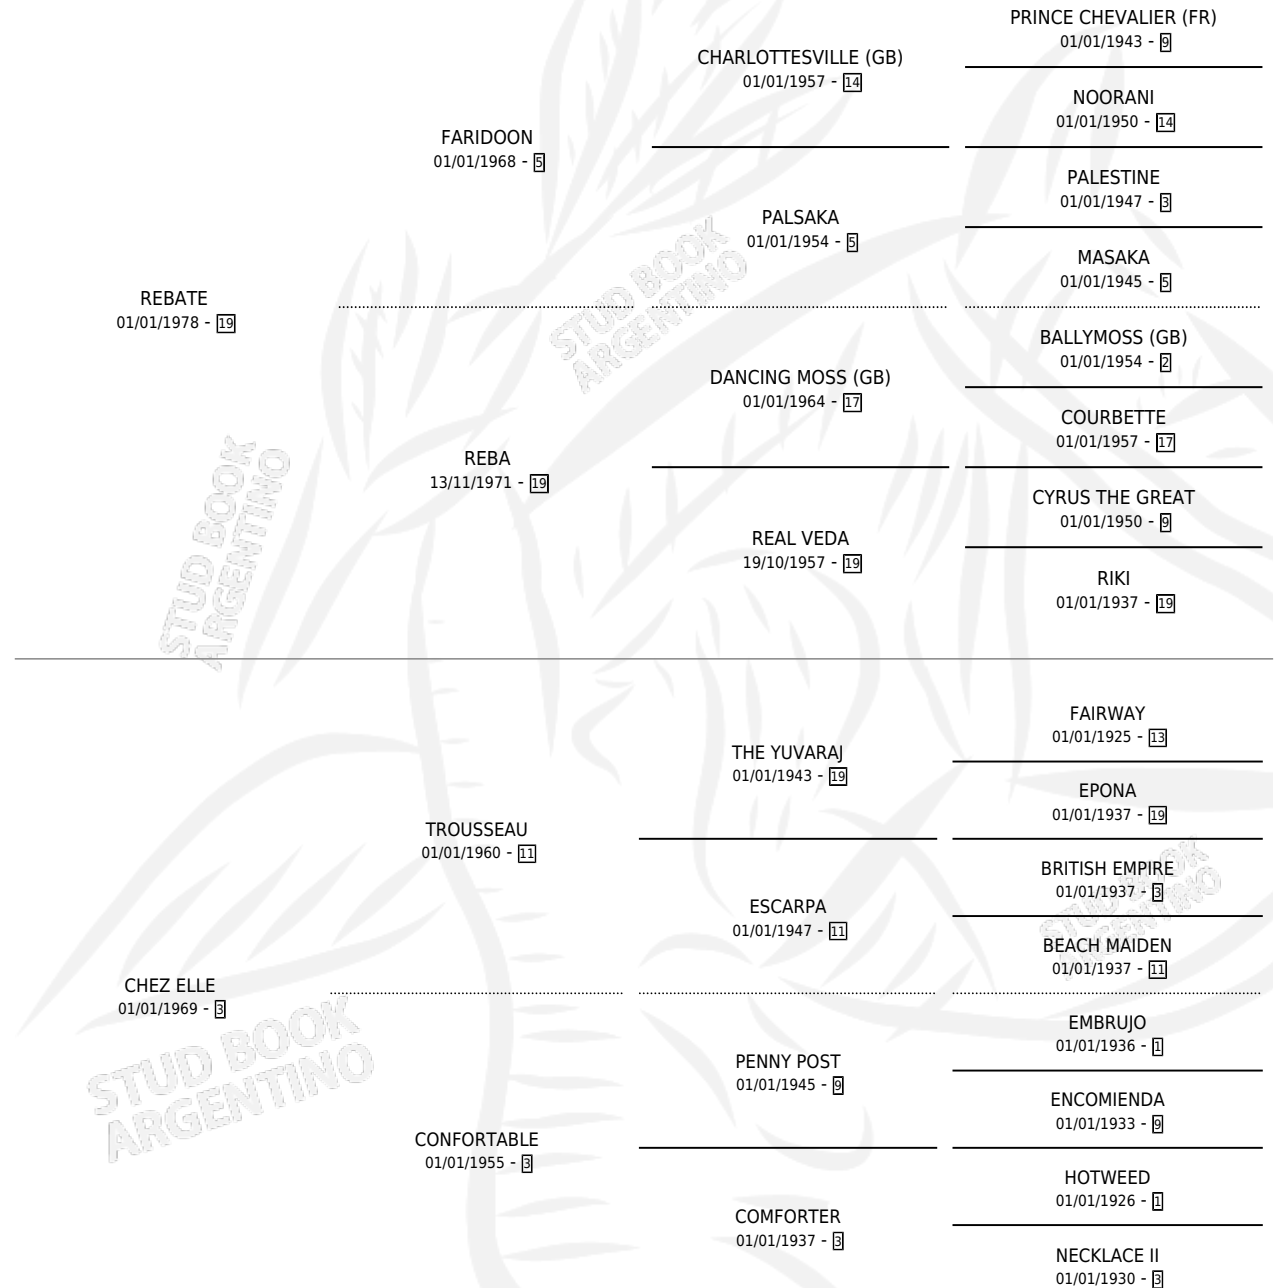 PRINCE CHEVALIER (FR)
01/01/1943 - 9
CHARLOTTESVILLE (GB)
01/01/1957 - 14
NOORANI
01/01/1950 - 14
FARIDOON
01/01/1968 - 5
PALESTINE
01/01/1947 - 3
PALSAKA
01/01/1954 - 5
MASAKA
01/01/1945 - 5
REBATE
01/01/1978 - 19
BALLYMOSS (GB)
01/01/1954 - 2
DANCING MOSS (GB)
01/01/1964 - 17
COURBETTE
01/01/1957 - 17
REBA
13/11/1971 - 19
CYRUS THE GREAT
01/01/1950 - 9
REAL VEDA
19/10/1957 - 19
RIKI
01/01/1937 - 19
FAIRWAY
01/01/1925 - 13
THE YUVARAJ
01/01/1943 - 19
EPONA
01/01/1937 - 19
TROUSSEAU
01/01/1960 - 11
BRITISH EMPIRE
01/01/1937 - 3
ESCARPA
01/01/1947 - 11
BEACH MAIDEN
01/01/1937 - 11
CHEZ ELLE
01/01/1969 - 3
EMBRUJO
01/01/1936 - 1
PENNY POST
01/01/1945 - 9
ENCOMIENDA
01/01/1933 - 9
CONFORTABLE
01/01/1955 - 3
HOTWEED
01/01/1926 - 1
COMFORTER
01/01/1937 - 3
NECKLACE II
01/01/1930 - 3
STUD BOOK
ARGENTINO
STUD BOOK
ARGENTINO
STUD BOOK
ARGENTINO
STUD BOOK
ARGENTINO